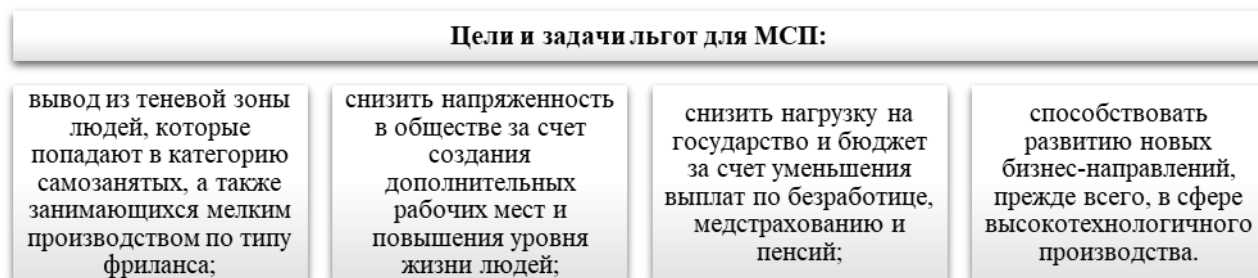 Цели и задачи льгот для МСП:
вывод из теневой зоны
людей, которые
попадают в категорию
самозанятых, а также
занимающихся мелким
производством по типу
фриланса;
снизить напряженность
в обществе за счет
создания
дополнительных
рабочих мест и
повышения уровня
жизни людей;
снизить нагрузку на
государство и бюджет
за счет уменьшения
выплат по безработице,
медстрахованию и
пенсий;
способствовать
развитию новых
бизнес-направлений,
прежде всего, в сфере
высокотехнологичного
производства.